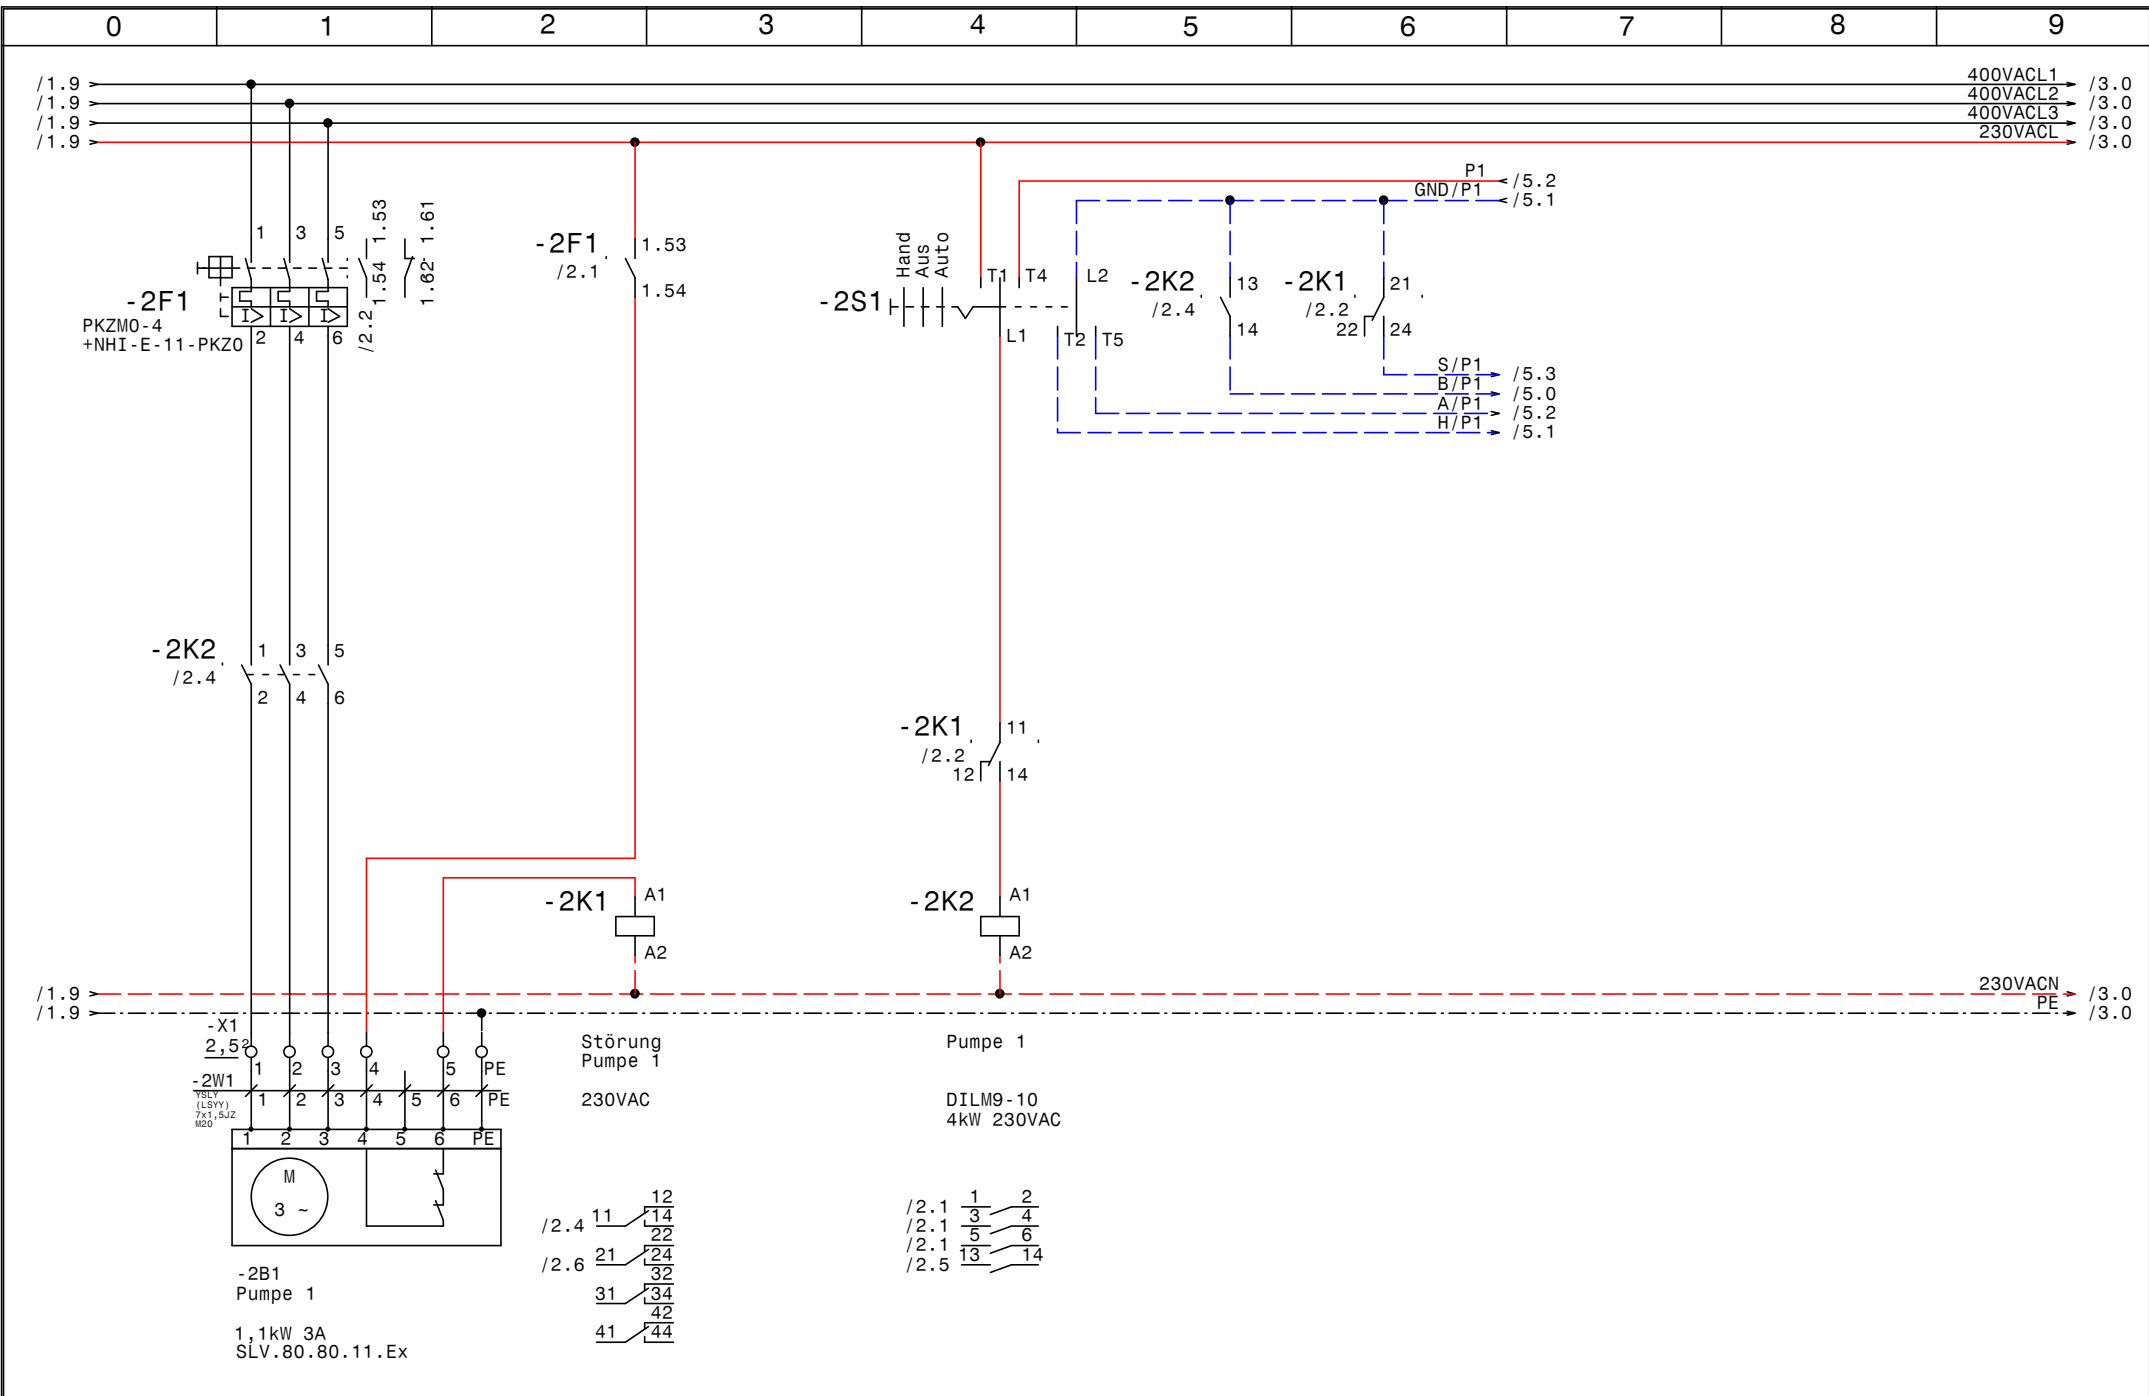 0 1 2 3 4 5 6 7 8 9
/1.9 400VACL1 /3.0
/1.9 400VACL2 /3.0
/1.9 400VACL3 /3.0
/1.9 230VACL /3.0
P1 /5.2
GND/P1 /5.1
1 3 5 1.53 1.61
1.54 1.62
-2F1
PKZM0-4
+NHI-E-11-PKZ0
I> I> I>
2 4 6 /2.2
-2F1 1.53
/2.1
1.54
Hand
Aus
Auto
T1 T4 L2
-2S1
L1 T2 T5
-2K2 13
/2.4
14
-2K1 21
/2.2
22 24
S/P1 /5.3
B/P1 /5.0
A/P1 /5.2
H/P1 /5.1
-2K2 1 3 5
/2.4
2 4 6
-2K1 11
/2.2
12 14
-2K1 A1
A2
-2K2 A1
A2
/1.9 230VACN /3.0
/1.9 PE /3.0
-X1
2,5²
1 2 3 4 5 PE
-2W1
YSLY
(LSYY)
7x1,5JZ
M20
1 2 3 4 5 6 PE
1 2 3 4 5 6 PE
M
3 ~
-2B1
Pumpe 1
1,1kW 3A
SLV.80.80.11.Ex
Störung
Pumpe 1
230VAC
Pumpe 1
DILM9-10
4kW 230VAC
12
/2.4 11 14
22
/2.6 21 24
32
31 34
42
41 44
/2.1 1 2
/2.1 3 4
/2.1 5 6
/2.5 13 14